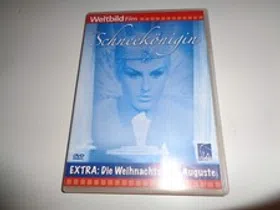 Weltbild Film
Schneekönigin
DVD
EXTRA: Die Weihnachts Auguste